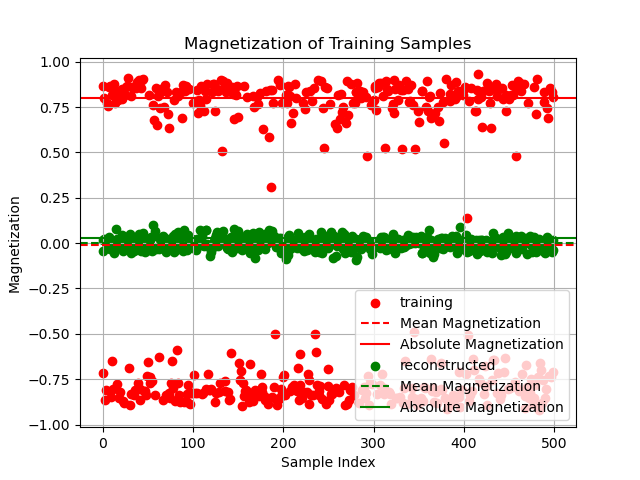 Magnetization of Training Samples
Magnetization
1.00
0.75
0.50
0.25
0.00
−0.25
−0.50
−0.75
−1.00
training
Mean Magnetization
Absolute Magnetization
reconstructed
Mean Magnetization
Absolute Magnetization
0
100
200
300
400
500
Sample Index